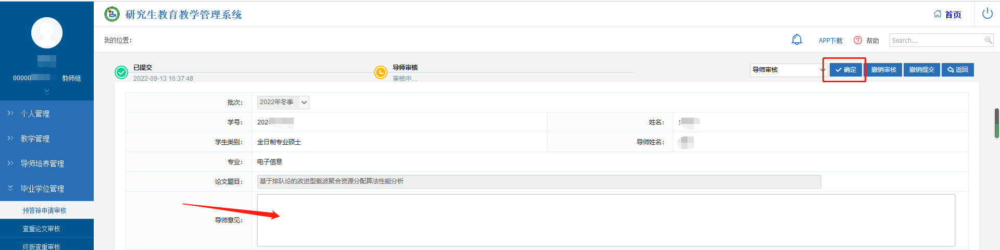 研究生教育教学管理系统
首页
我的位置：
APP下载
帮助
Search...
00000
教师组
已提交
2022-09-13 16:37:48
导师审核
审核中...
导师审核
确定
撤销审核
撤销提交
返回
个人管理
教学管理
导师培养管理
毕业学位管理
预答辩申请审核
查重论文审核
终版查重审核
批次：
2022年冬季
学号：
202
姓名：
学生类别：
全日制专业硕士
导师姓名：
专业：
电子信息
论文题目：
基于排队论的改进型载波聚合资源分配算法性能分析
导师意见：